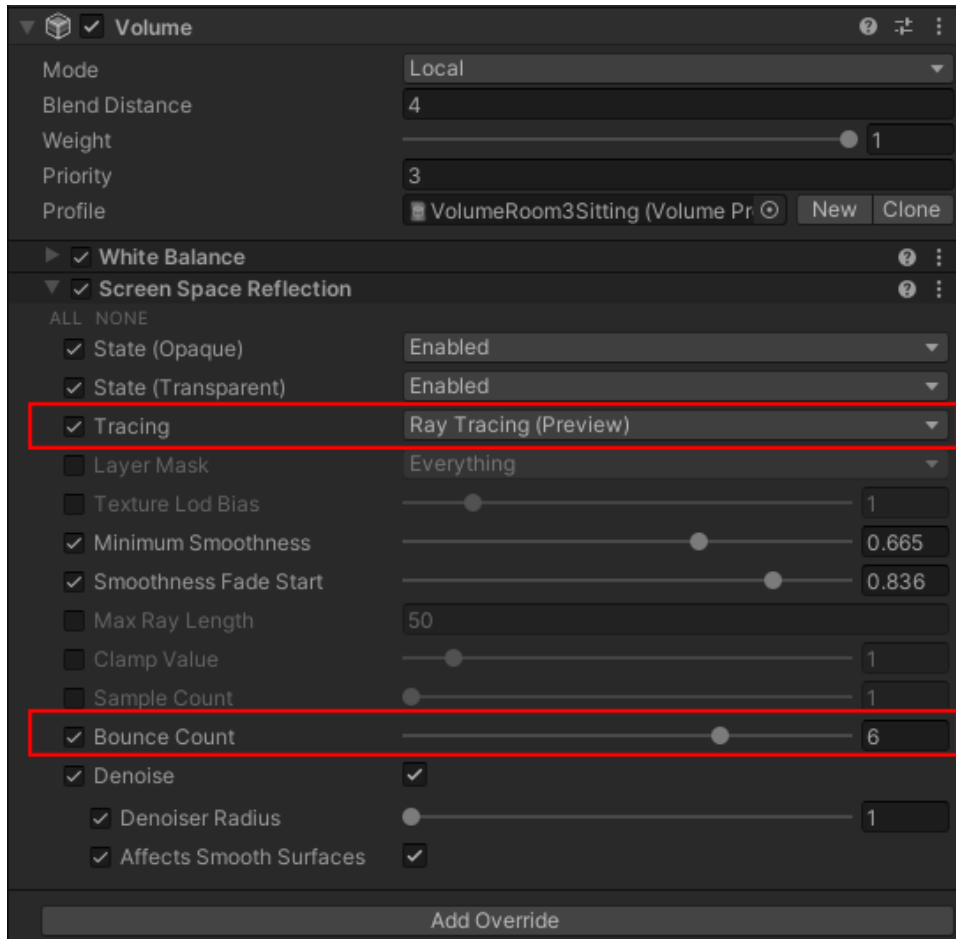 Volume
Mode Local
Blend Distance 4
Weight 1
Priority 3
Profile VolumeRoom3Sitting (Volume Pr New Clone
White Balance
Screen Space Reflection
ALL NONE
State (Opaque) Enabled
State (Transparent) Enabled
Tracing Ray Tracing (Preview)
Layer Mask Everything
Texture Lod Bias 1
Minimum Smoothness 0.665
Smoothness Fade Start 0.836
Max Ray Length 50
Clamp Value 1
Sample Count 1
Bounce Count 6
Denoise
Denoiser Radius 1
Affects Smooth Surfaces
Add Override